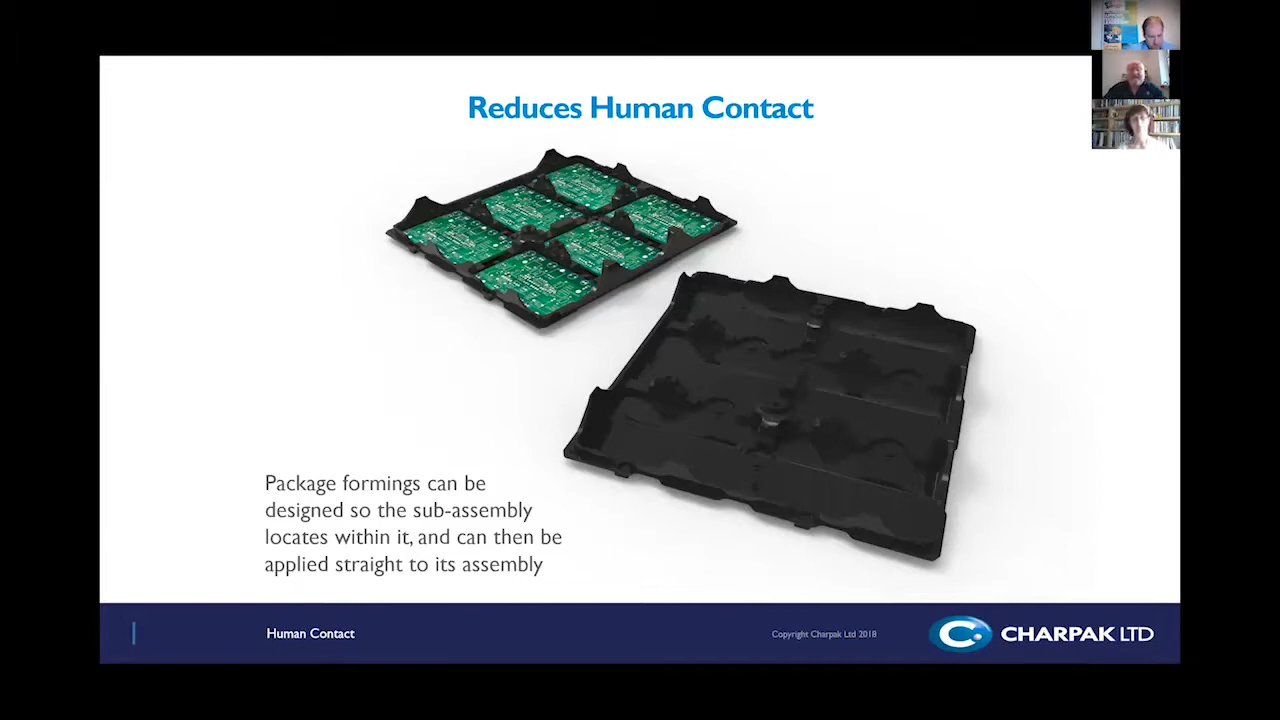 Reduces Human Contact
Package formings can be
designed so the sub-assembly
locates within it, and can then be
applied straight to its assembly
Human Contact
Copyright Charpak Ltd 2018
CHARPAK LTD